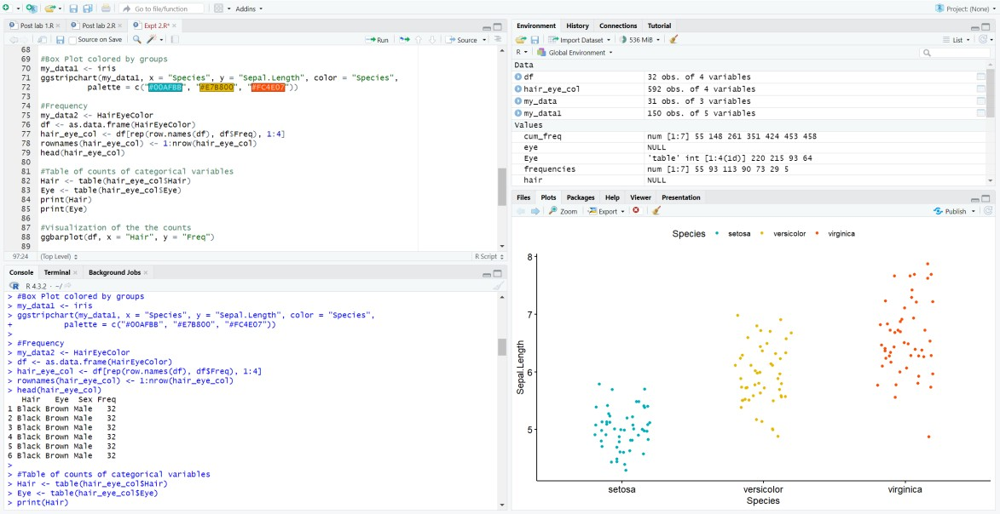 Go to file/function
Addins
Project: (None)
Post lab 1.R
Post lab 2.R
Expt 2.R*
Source on Save
Run
Source
68
69 #Box Plot colored by groups
70 my_data1 <- iris
71 ggstripchart(my_data1, x = "Species", y = "Sepal.Length", color = "Species",
72 palette = c("#00AFBB", "#E7B800", "#FC4E07"))
73
74 #Frequency
75 my_data2 <- HairEyeColor
76 df <- as.data.frame(HairEyeColor)
77 hair_eye_col <- df[rep(row.names(df), df$Freq), 1:4]
78 rownames(hair_eye_col) <- 1:nrow(hair_eye_col)
79 head(hair_eye_col)
80
81 #Table of counts of categorical variables
82 Hair <- table(hair_eye_col$Hair)
83 Eye <- table(hair_eye_col$Eye)
84 print(Hair)
85 print(Eye)
86
87 #Visualization of the the counts
88 ggbarplot(df, x = "Hair", y = "Freq")
89
97:24 (Top Level) R Script
Console Terminal Background Jobs
R 4.3.2 · ~/
> #Box Plot colored by groups
> my_data1 <- iris
> ggstripchart(my_data1, x = "Species", y = "Sepal.Length", color = "Species",
+ palette = c("#00AFBB", "#E7B800", "#FC4E07"))
>
> #Frequency
> my_data2 <- HairEyeColor
> df <- as.data.frame(HairEyeColor)
> hair_eye_col <- df[rep(row.names(df), df$Freq), 1:4]
> rownames(hair_eye_col) <- 1:nrow(hair_eye_col)
> head(hair_eye_col)
Hair Eye Sex Freq
1 Black Brown Male 32
2 Black Brown Male 32
3 Black Brown Male 32
4 Black Brown Male 32
5 Black Brown Male 32
6 Black Brown Male 32
>
> #Table of counts of categorical variables
> Hair <- table(hair_eye_col$Hair)
> Eye <- table(hair_eye_col$Eye)
> print(Hair)
Environment History Connections Tutorial
Import Dataset 536 MiB List
R Global Environment
Data
df 32 obs. of 4 variables
hair_eye_col 592 obs. of 4 variables
my_data 31 obs. of 3 variables
my_data1 150 obs. of 5 variables
Values
cum_freq num [1:7] 55 148 261 351 424 453 458
eye NULL
Eye 'table' int [1:4(1d)] 220 215 93 64
frequencies num [1:7] 55 93 113 90 73 29 5
hair NULL
Files Plots Packages Help Viewer Presentation
Zoom Export Publish
Species setosa versicolor virginica
8
7
6
5
Sepal.Length
setosa versicolor virginica
Species